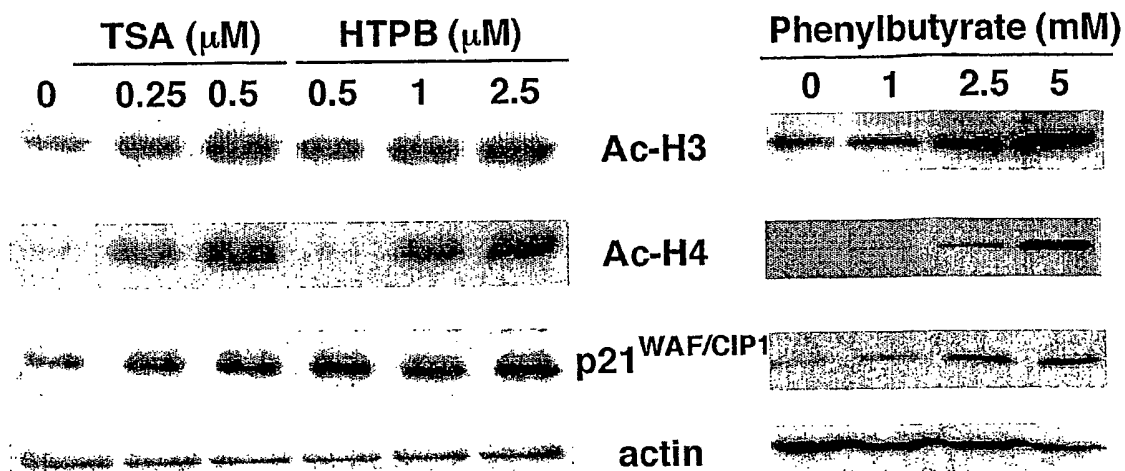 TSA (μM) HTPB (μM) Phenylbutyrate (mM)
0 0.25 0.5 0.5 1 2.5 0 1 2.5 5
Ac-H3
Ac-H4
p21WAF/CIP1
actin